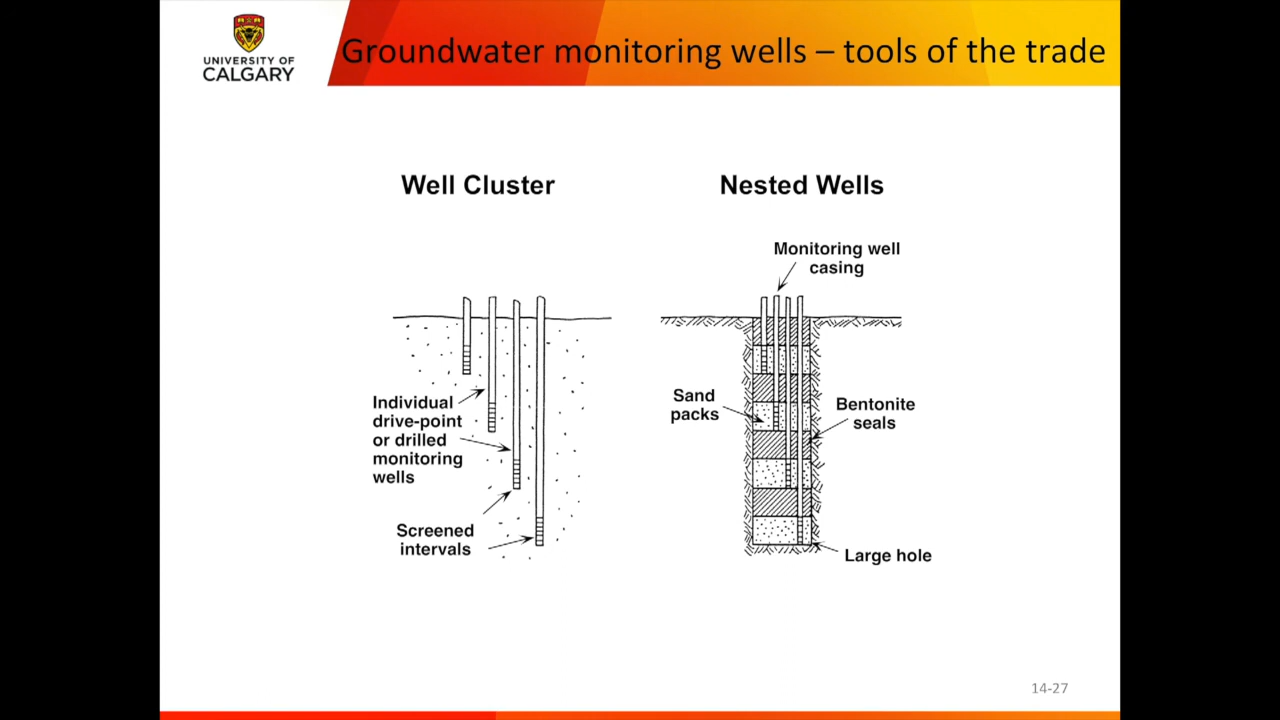 UNIVERSITY OF
CALGARY
Groundwater monitoring wells – tools of the trade
Well Cluster
Individual
drive-point
or drilled
monitoring
wells
Screened
intervals
Nested Wells
Monitoring well
casing
Sand
packs
Bentonite
seals
Large hole
14-27